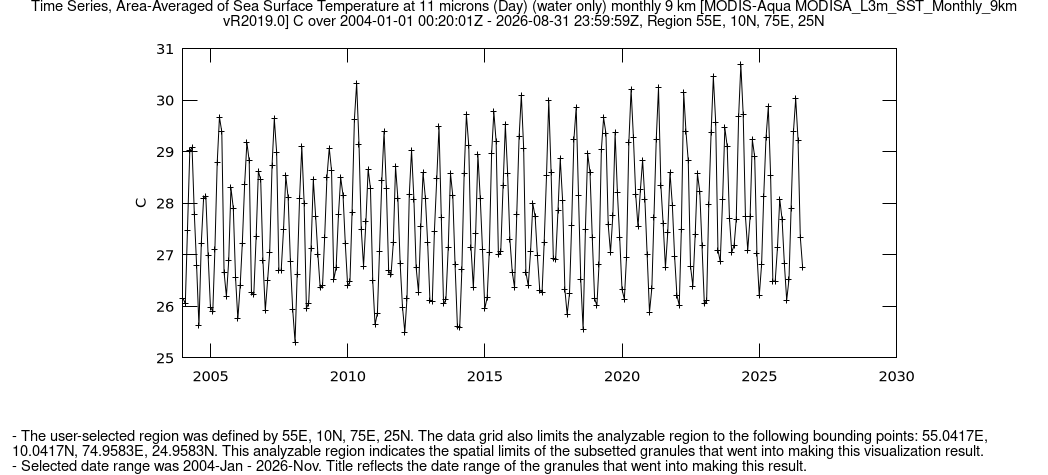 Time Series, Area-Averaged of Sea Surface Temperature at 11 microns (Day) (water only) monthly 9 km [MODIS-Aqua MODISA_L3m_SST_Monthly_9km
vR2019.0] C over 2004-01-01 00:20:01Z - 2026-08-31 23:59:59Z, Region 55E, 10N, 75E, 25N
31
30
29
28
C
27
26
25
2005 2010 2015 2020 2025 2030
- The user-selected region was defined by 55E, 10N, 75E, 25N. The data grid also limits the analyzable region to the following bounding points: 55.0417E,
10.0417N, 74.9583E, 24.9583N. This analyzable region indicates the spatial limits of the subsetted granules that went into making this visualization result.
- Selected date range was 2004-Jan - 2026-Nov. Title reflects the date range of the granules that went into making this result.